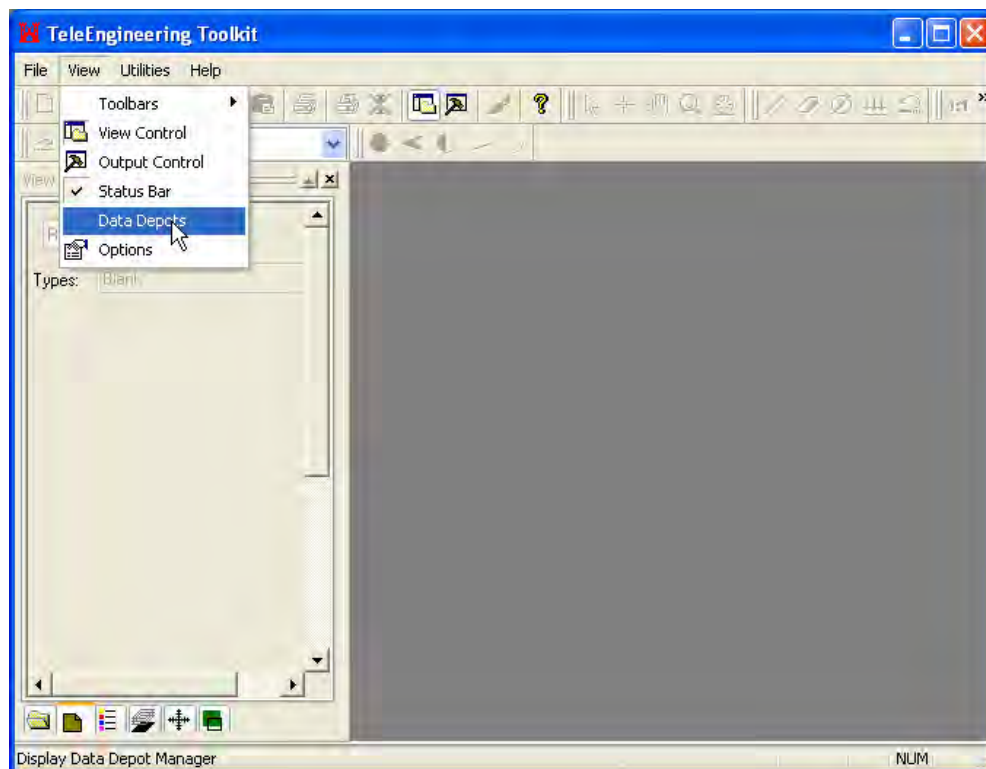 TeleEngineering Toolkit
File View Utilities Help
Toolbars
View Control
Output Control
View
Status Bar
Data Depots
Options
Types: Blank
Display Data Depot Manager NUM